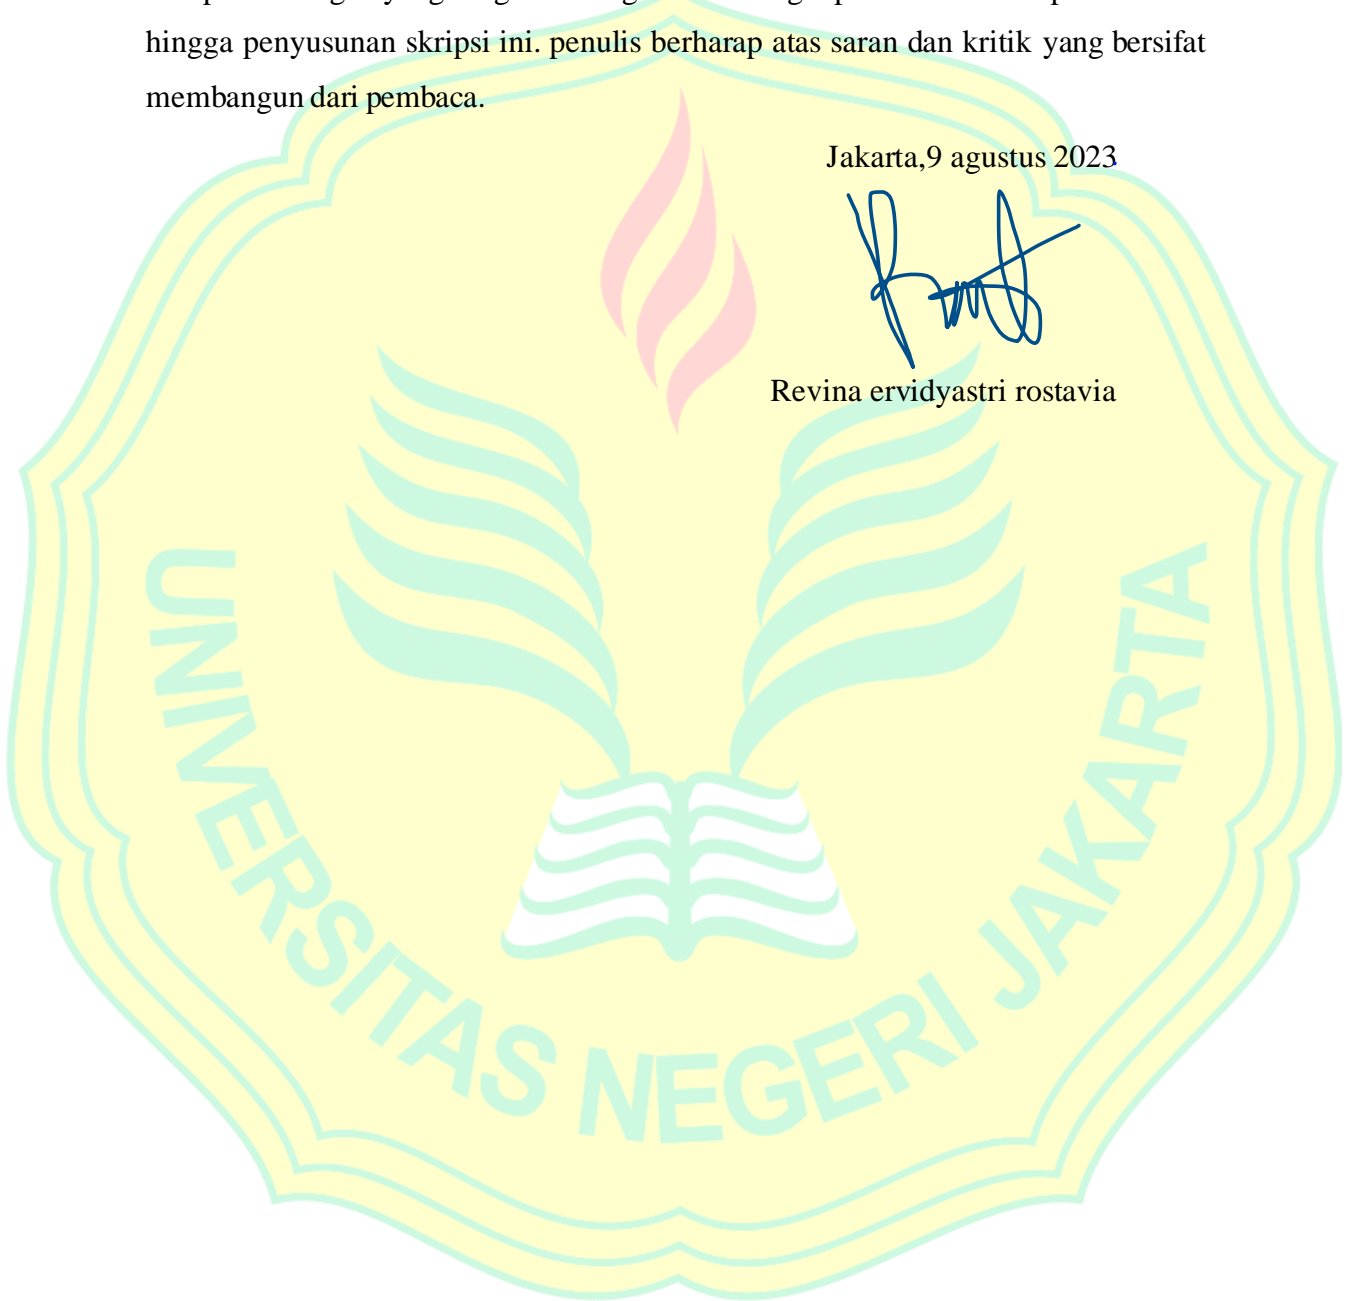 hingga penyusunan skripsi ini. penulis berharap atas saran dan kritik yang bersifat
membangun dari pembaca.
Jakarta,9 agustus 2023
Revina ervidyastri rostavia
UNIVERSITAS NEGERI JAKARTA